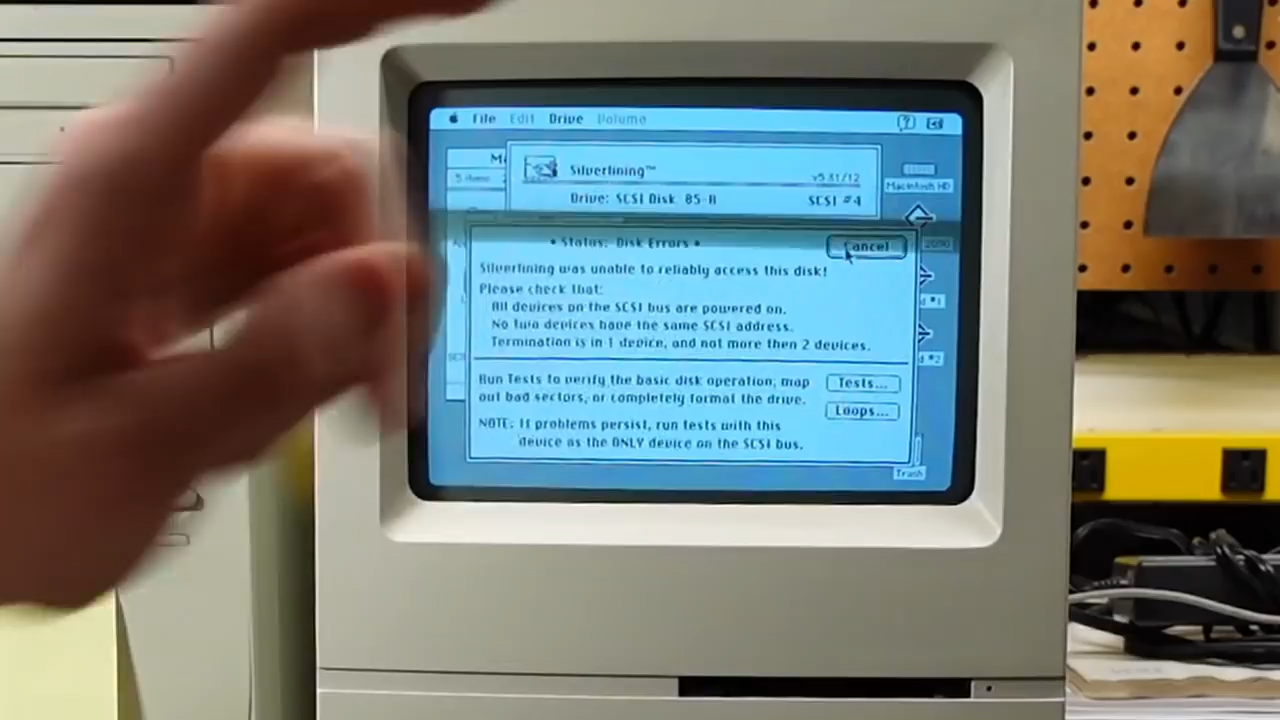 File Edit Drive Volume
5 items
Silverlining™
v5.31/12
Drive: SCSI Disk 85-R
SCSI #4
Macintosh HD
• Status: Disk Errors •
Cancel
Silverlining was unable to reliably access this disk!
Please check that:
All devices on the SCSI bus are powered on.
No two devices have the same SCSI address.
Termination is in 1 device, and not more then 2 devices.
Run Tests to verify the basic disk operation, map
out bad sectors, or completely format the drive.
Tests...
Loops...
NOTE: If problems persist, run tests with this
device as the ONLY device on the SCSI bus.
#1
#2
Trash